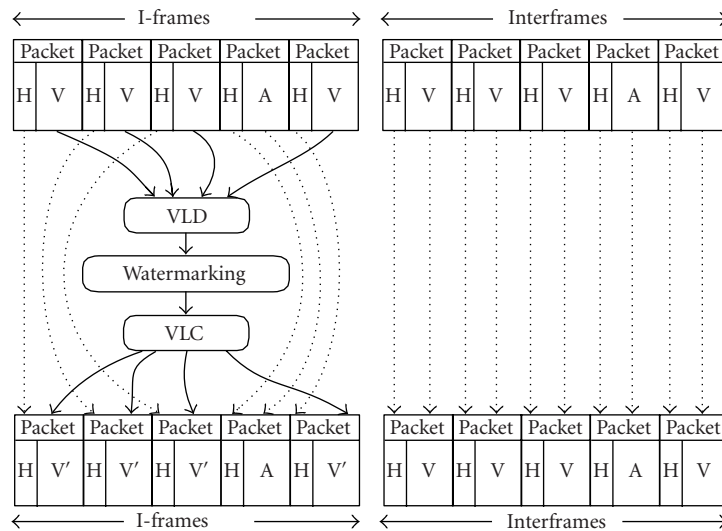 I-frames Interframes
Packet Packet Packet Packet Packet Packet Packet Packet Packet Packet
H V H V H V H A H V H V H V H V H A H V
VLD
Watermarking
VLC
Packet Packet Packet Packet Packet Packet Packet Packet Packet Packet
H V′ H V′ H V′ H A H V′ H V H V H V H A H V
I-frames Interframes